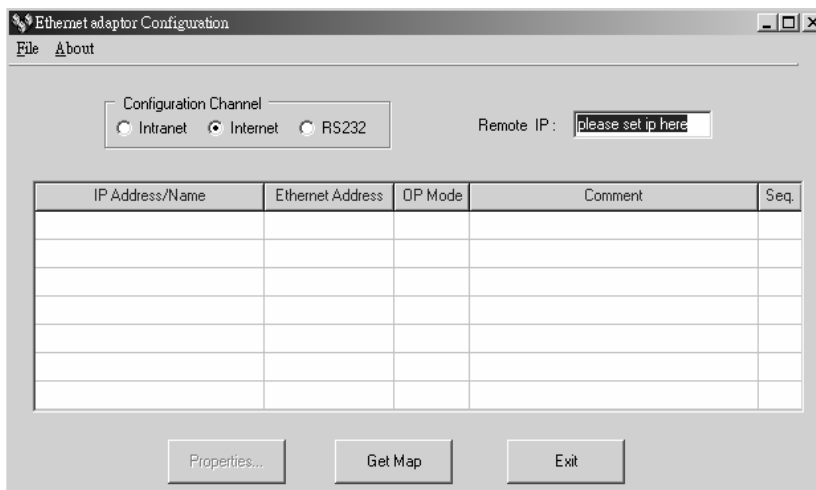 Ethernet adaptor Configuration
File About
Configuration Channel
Intranet Internet RS232
Remote IP : please set ip here
IP Address/Name Ethernet Address OP Mode Comment Seq.
Properties... Get Map Exit